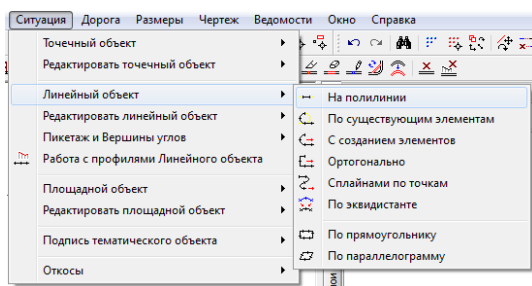 Ситуация Дорога Размеры Чертеж Ведомости Окно Справка
Точечный объект
Редактировать точечный объект
Линейный объект
Редактировать линейный объект
Пикетаж и Вершины углов
Работа с профилями Линейного объекта
Площадной объект
Редактировать площадной объект
Подпись тематического объекта
Откосы
На полилинии
По существующим элементам
С созданием элементов
Ортогонально
Сплайнами по точкам
По эквидистанте
По прямоугольнику
По параллелограмму